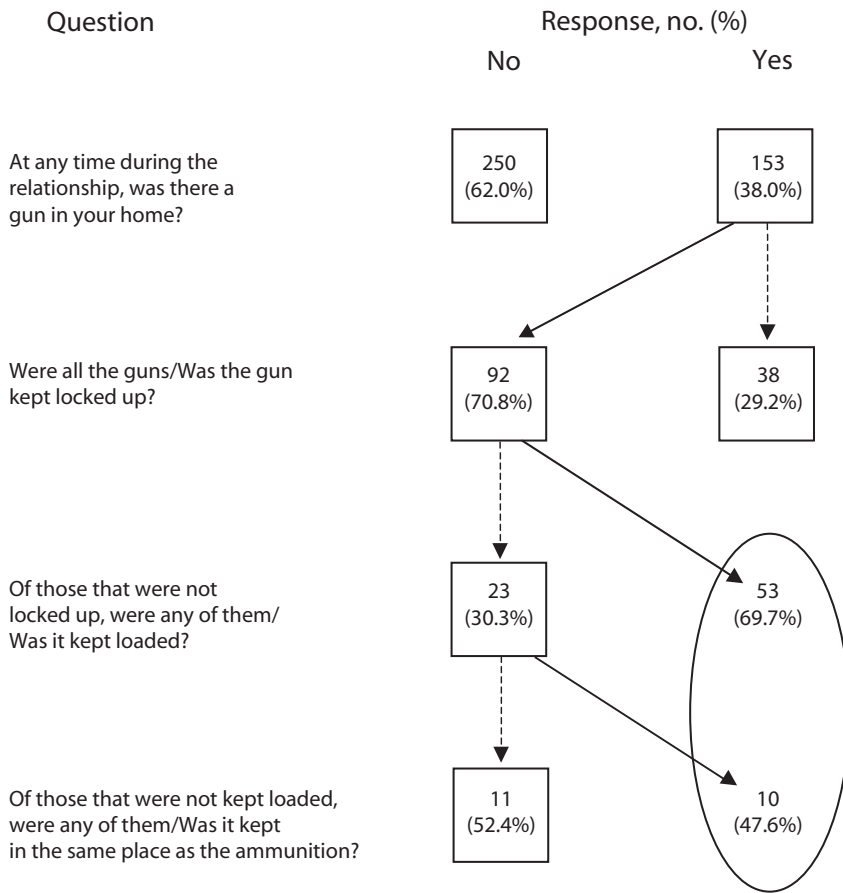 Question
Response, no. (%)
No
Yes
At any time during the
relationship, was there a
gun in your home?
250
(62.0%)
153
(38.0%)
Were all the guns/Was the gun
kept locked up?
92
(70.8%)
38
(29.2%)
Of those that were not
locked up, were any of them/
Was it kept loaded?
23
(30.3%)
53
(69.7%)
Of those that were not kept loaded,
were any of them/Was it kept
in the same place as the ammunition?
11
(52.4%)
10
(47.6%)